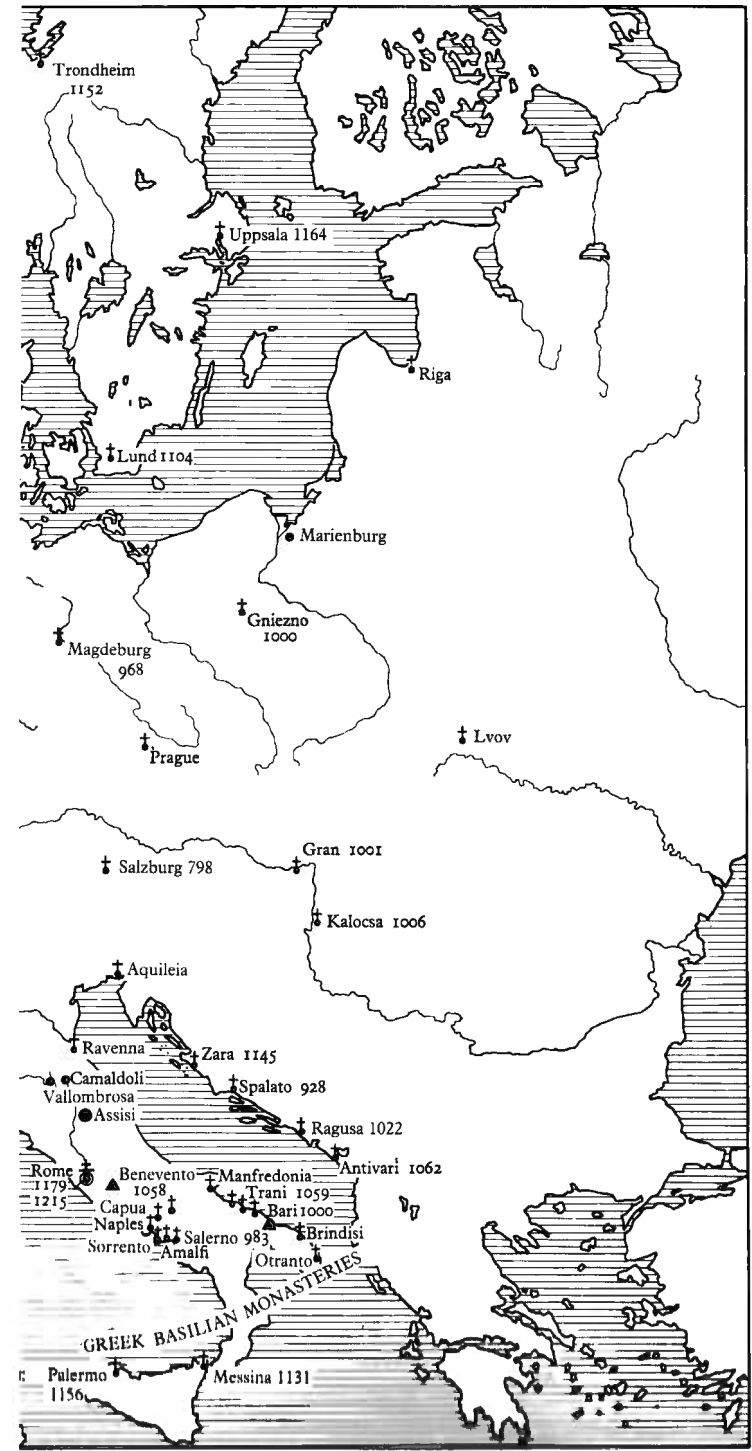 Trondheim
1152
Uppsala 1164
Riga
Lund 1104
Marienburg
Gniezno
1000
Magdeburg
968
Prague
Lvov
Gran 1001
Salzburg 798
Kalocsa 1006
Aquileia
Ravenna
Zara 1145
Camaldoli
Vallombrosa
Spalato 928
Assisi
Ragusa 1022
Antivari 1062
Rome
1179
1215
Benevento
1058
Manfredonia
Trani 1059
Bari 1000
Capua
Naples
Salerno 983
Brindisi
Sorrento
Amalfi
Otranto
GREEK BASILIAN MONASTERIES
Palermo
1156
Messina 1131